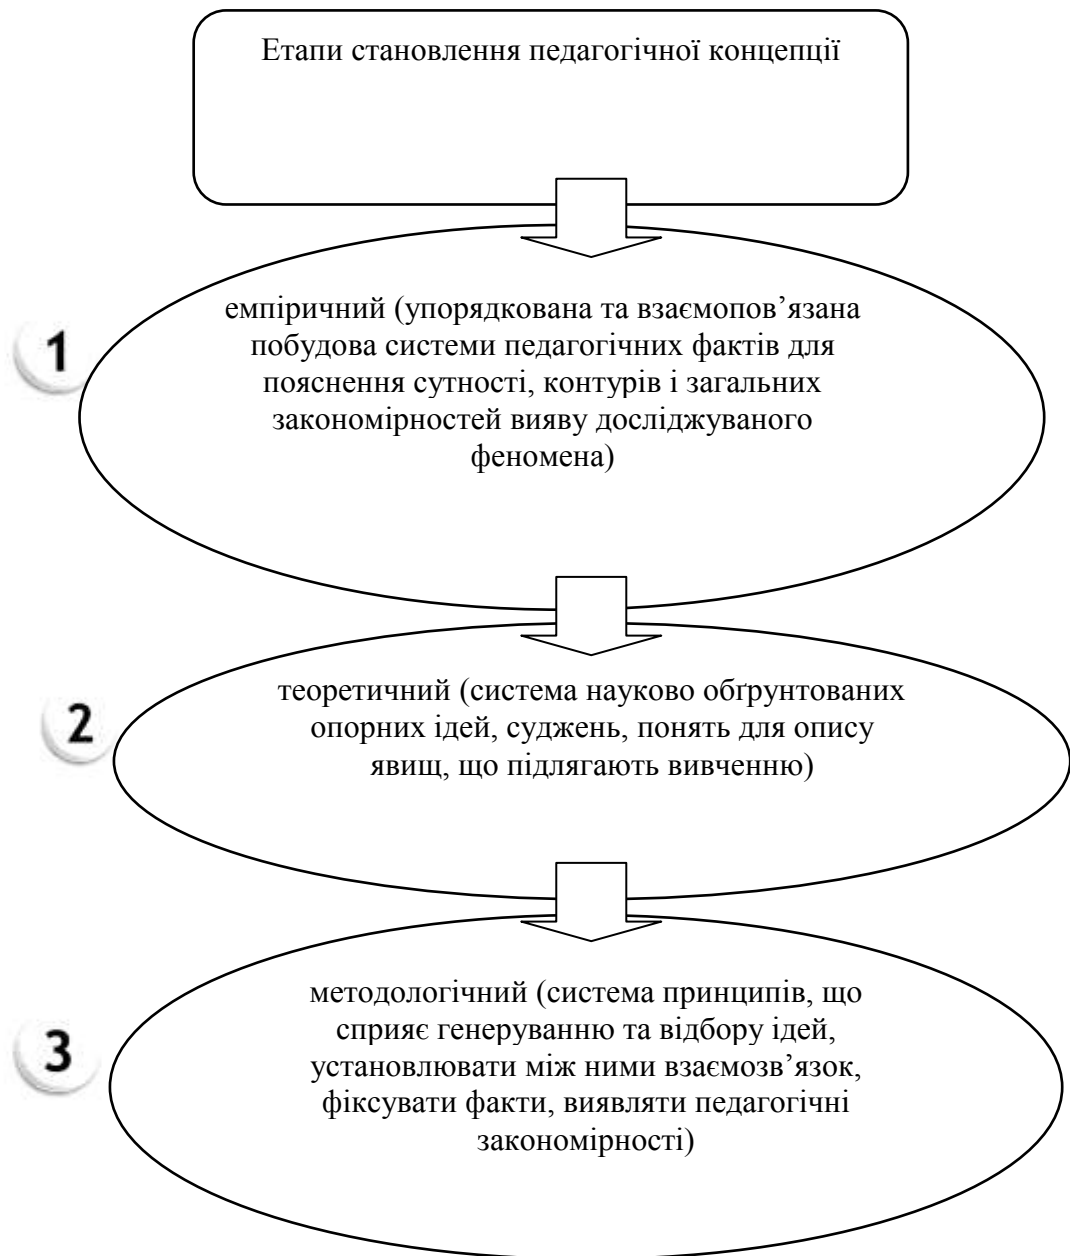 Етапи становлення педагогічної концепції
1
емпіричний (упорядкована та взаємопов’язана
побудова системи педагогічних фактів для
пояснення сутності, контурів і загальних
закономірностей вияву досліджуваного
феномена)
2
теоретичний (система науково обґрунтованих
опорних ідей, суджень, понять для опису
явищ, що підлягають вивченню)
3
методологічний (система принципів, що
сприяє генеруванню та відбору ідей,
установлювати між ними взаємозв’язок,
фіксувати факти, виявляти педагогічні
закономірності)